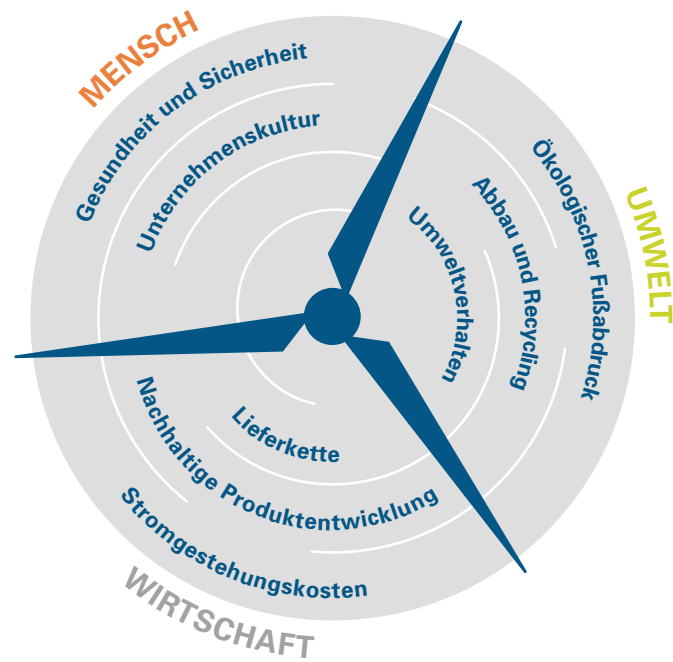 MENSCH
Gesundheit und Sicherheit
Unternehmenskultur
UMWELT
Ökologischer Fußabdruck
Abbau und Recycling
Umweltverhalten
Lieferkette
Nachhaltige Produktentwicklung
Stromgestehungskosten
WIRTSCHAFT